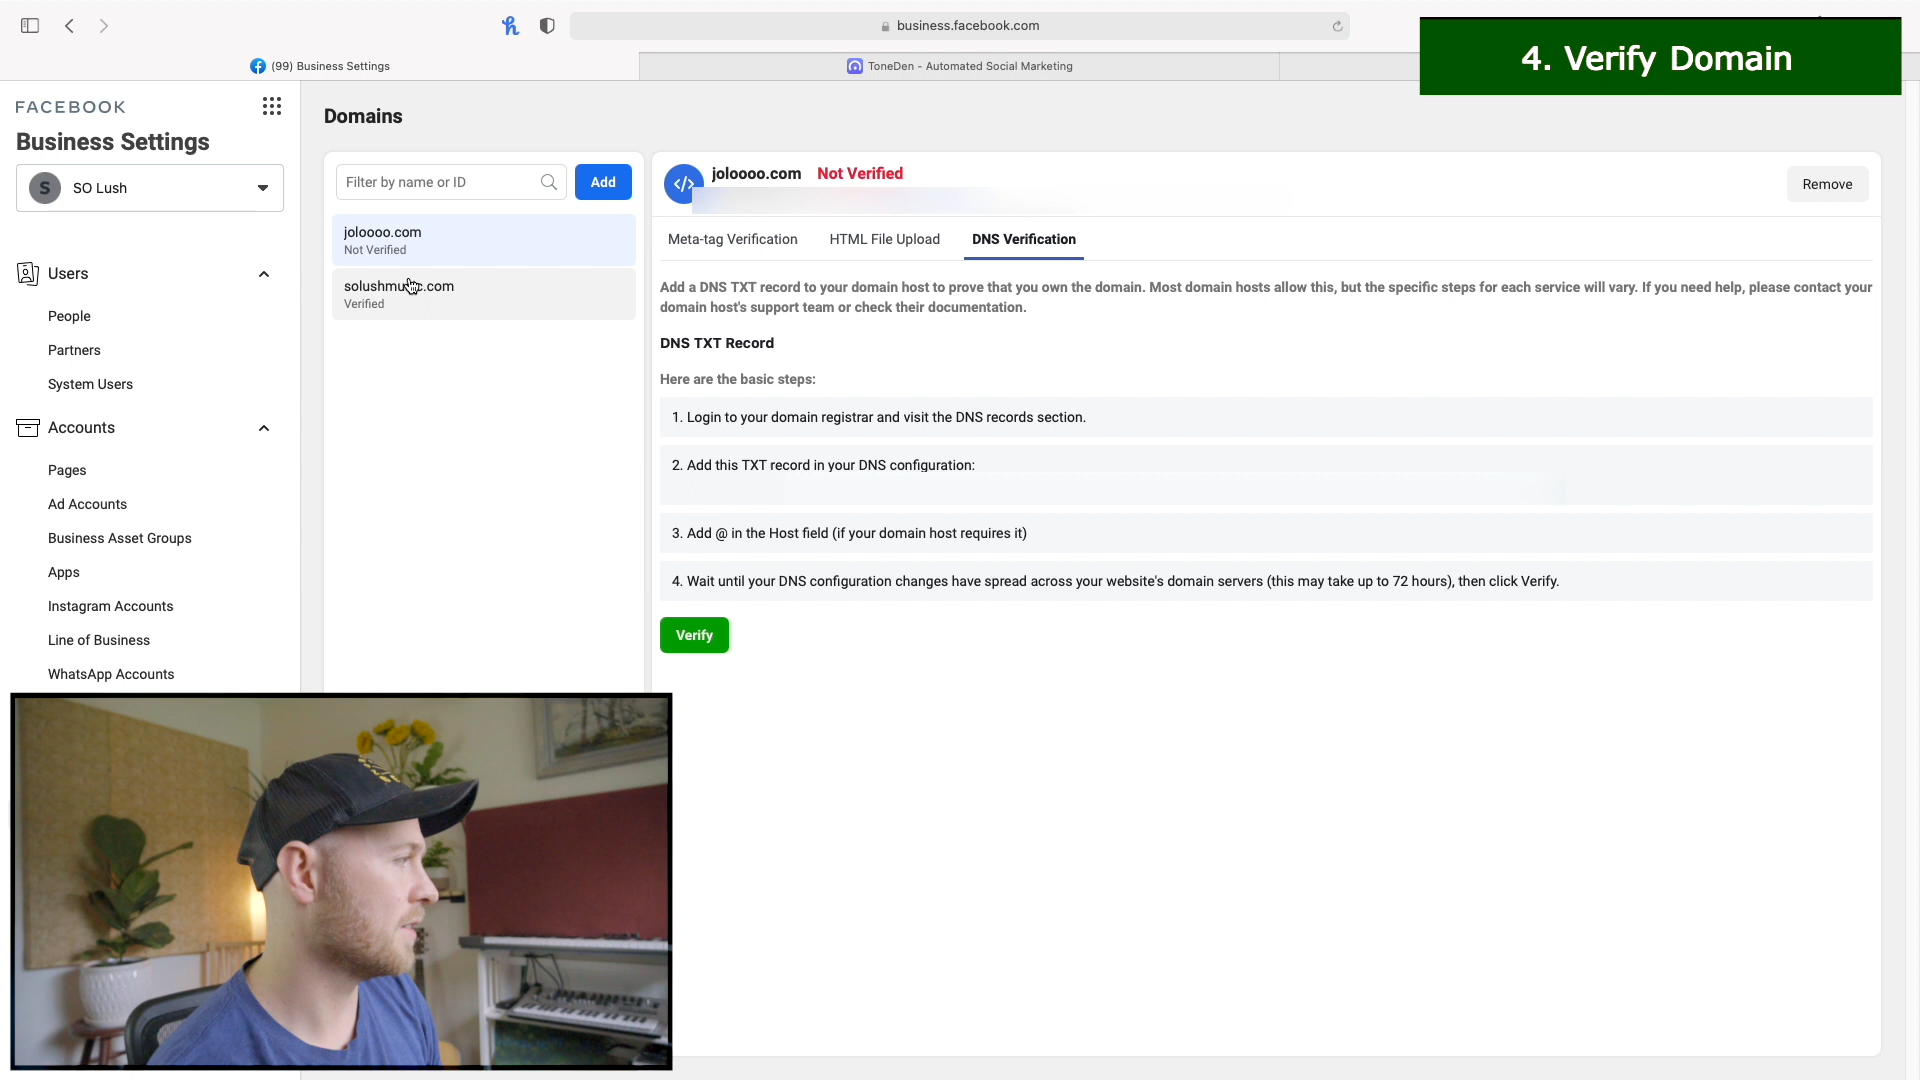 business.facebook.com
(99) Business Settings
ToneDen - Automated Social Marketing
4. Verify Domain
FACEBOOK
Business Settings
S
SO Lush
Users
People
Partners
System Users
Accounts
Pages
Ad Accounts
Business Asset Groups
Apps
Instagram Accounts
Line of Business
WhatsApp Accounts
Domains
Filter by name or ID
Add
joloooo.com
Not Verified
.com
Verified
joloooo.com Not Verified
Remove
Meta-tag Verification
HTML File Upload
DNS Verification
Add a DNS TXT record to your domain host to prove that you own the domain. Most domain hosts allow this, but the specific steps for each service will vary. If you need help, please contact your
domain host's support team or check their documentation.
DNS TXT Record
Here are the basic steps:
1. Login to your domain registrar and visit the DNS records section.
2. Add this TXT record in your DNS configuration:
3. Add @ in the Host field (if your domain host requires it)
4. Wait until your DNS configuration changes have spread across your website's domain servers (this may take up to 72 hours), then click Verify.
Verify